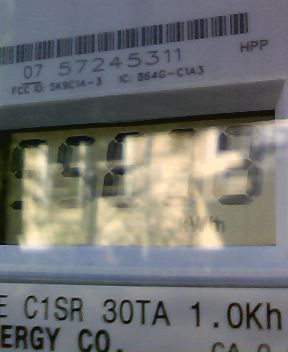 HPP
07 57245311
FCC ID: SK9C1A-3 IC: 864G-C1A3
kWh
E C1SR 30TA 1.0Kh
ERGY CO.